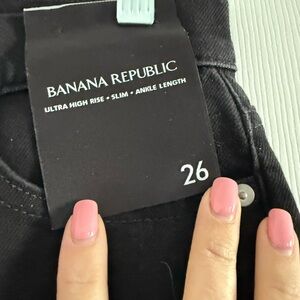 BANANA REPUBLIC
ULTRA HIGH RISE • SLIM • ANKLE LENGTH
26